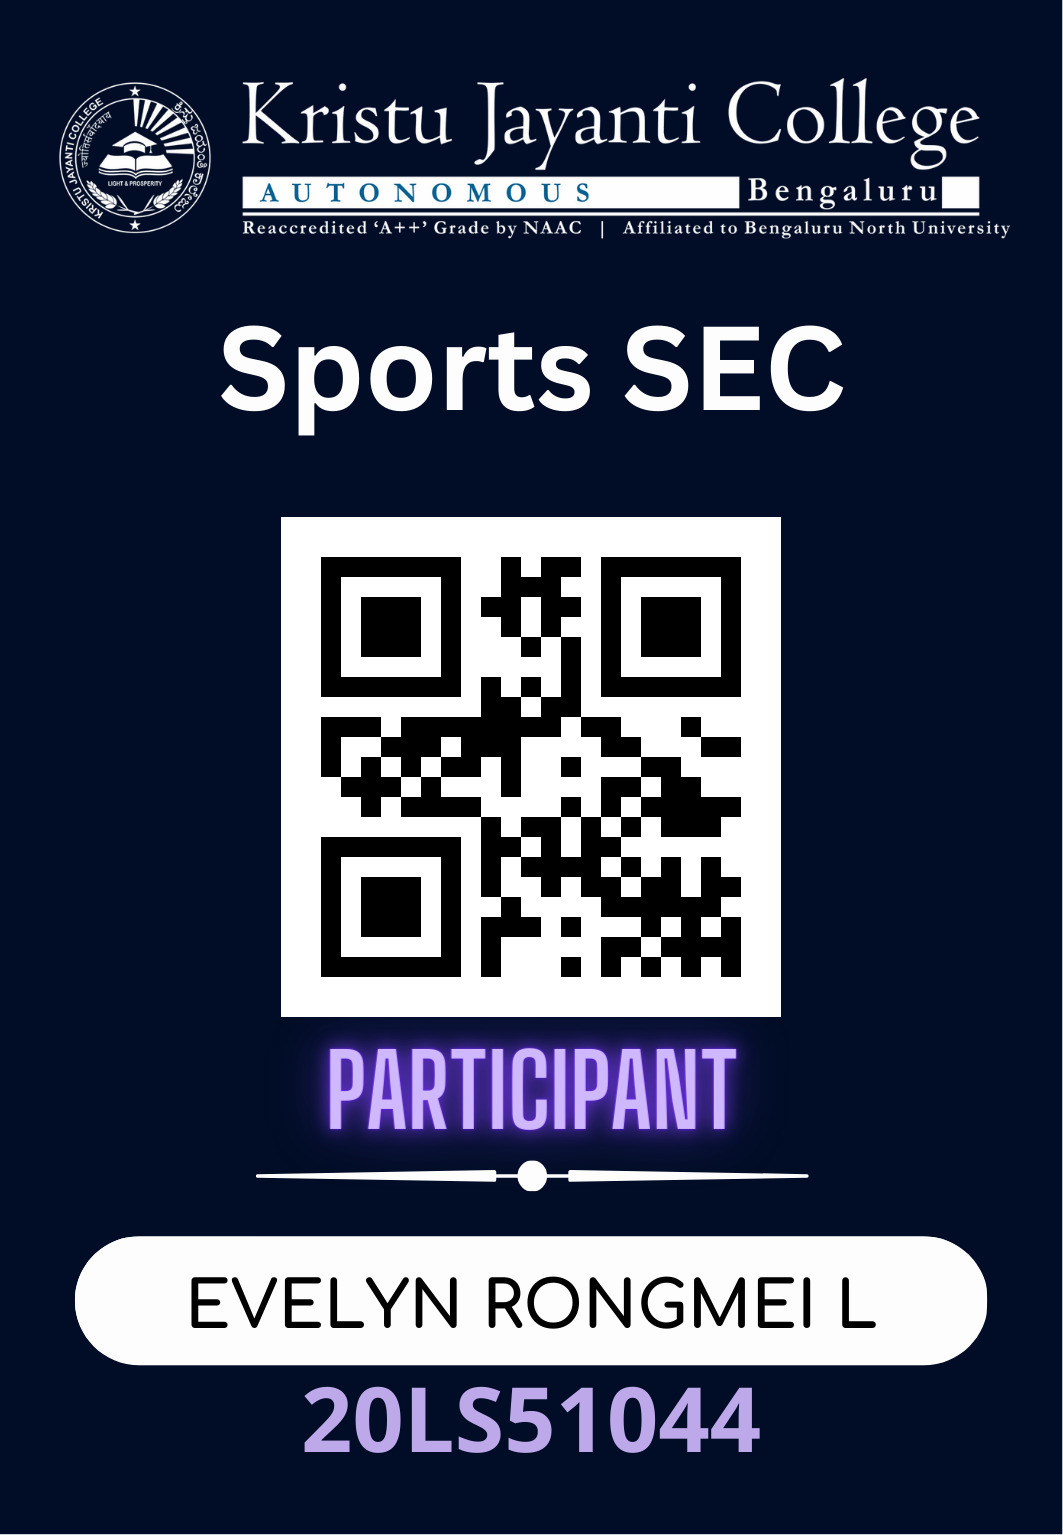 Kristu Jayanti College
AUTONOMOUS Bengaluru
Reaccredited ‘A++’ Grade by NAAC | Affiliated to Bengaluru North University
KRISTU JAYANTI COLLEGE
LIGHT & PROSPERITY
Sports SEC
PARTICIPANT
EVELYN RONGMEI L
20LS51044